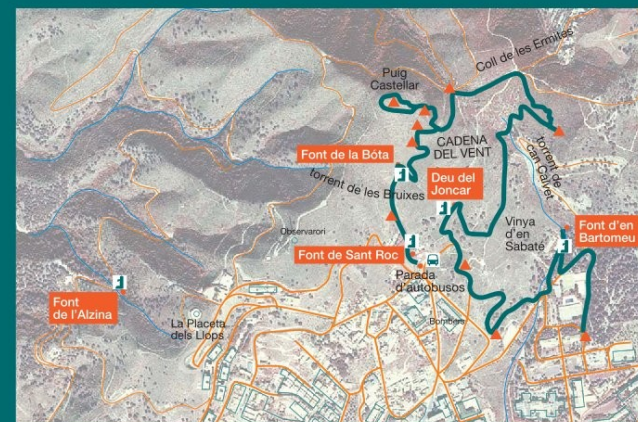 Coll de les Ermites
Puig
Castellar
CADENA
DEL VENT
torrent de
can Calvet
Font de la Bóta
torrent de les Bruixes
Deu del
Joncar
Vinya
d'en
Sabaté
Font d'en
Bartomeu
Observarori
Font de Sant Roc
Parada
d'autobusos
Font
de l'Alzina
La Placeta
dels Llops
Bombers